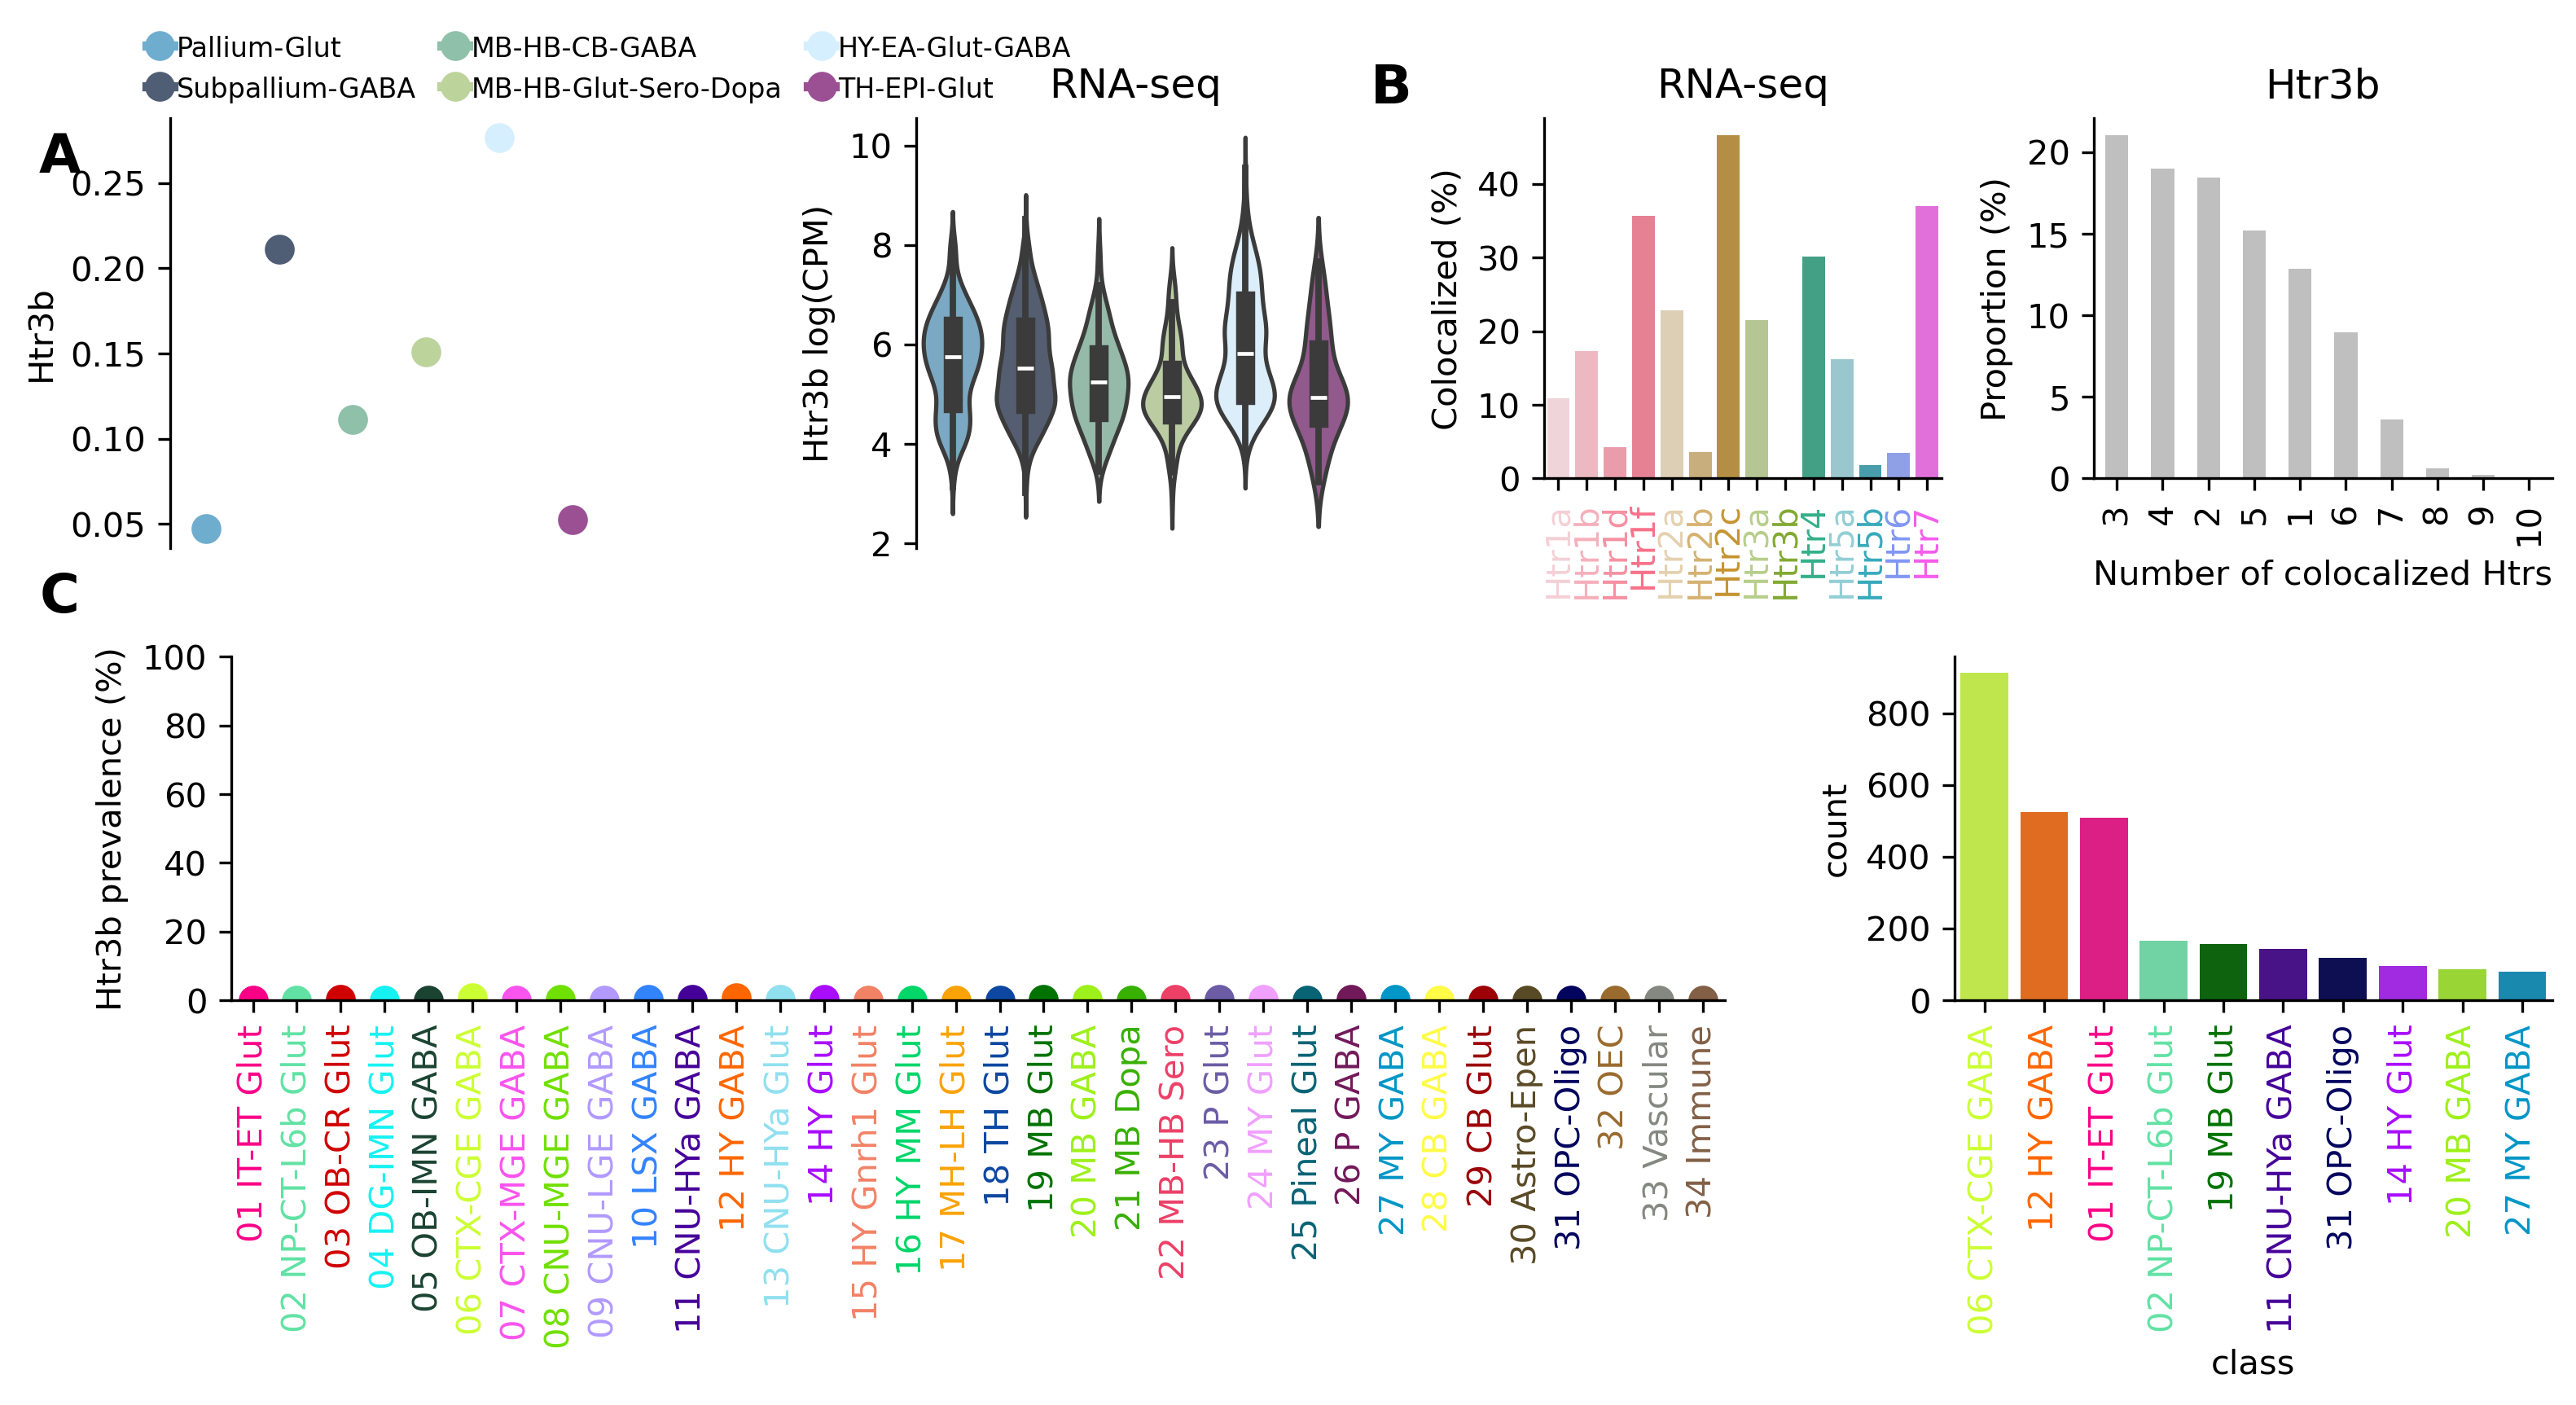 Pallium-Glut
Subpallium-GABA
MB-HB-CB-GABA
MB-HB-Glut-Sero-Dopa
HY-EA-Glut-GABA
TH-EPI-Glut
A
Htr3b
0.25
0.20
0.15
0.10
0.05
RNA-seq
Htr3b log(CPM)
10
8
6
4
2
B
RNA-seq
Colocalized (%)
40
30
20
10
0
Htr1a
Htr1b
Htr1d
Htr1f
Htr2a
Htr2b
Htr2c
Htr3a
Htr3b
Htr4
Htr5a
Htr5b
Htr6
Htr7
Htr3b
Proportion (%)
20
15
10
5
0
3
4
2
5
1
6
7
8
9
10
Number of colocalized Htrs
C
Htr3b prevalence (%)
100
80
60
40
20
0
01 IT-ET Glut
02 NP-CT-L6b Glut
03 OB-CR Glut
04 DG-IMN Glut
05 OB-IMN GABA
06 CTX-CGE GABA
07 CTX-MGE GABA
08 CNU-MGE GABA
09 CNU-LGE GABA
10 LSX GABA
11 CNU-HYa GABA
12 HY GABA
13 CNU-HYa Glut
14 HY Glut
15 HY Gnrh1 Glut
16 HY MM Glut
17 MH-LH Glut
18 TH Glut
19 MB Glut
20 MB GABA
21 MB Dopa
22 MB-HB Sero
23 P Glut
24 MY Glut
25 Pineal Glut
26 P GABA
27 MY GABA
28 CB GABA
29 CB Glut
30 Astro-Epen
31 OPC-Oligo
32 OEC
33 Vascular
34 Immune
count
800
600
400
200
0
06 CTX-CGE GABA
12 HY GABA
01 IT-ET Glut
02 NP-CT-L6b Glut
19 MB Glut
11 CNU-HYa GABA
31 OPC-Oligo
14 HY Glut
20 MB GABA
27 MY GABA
class